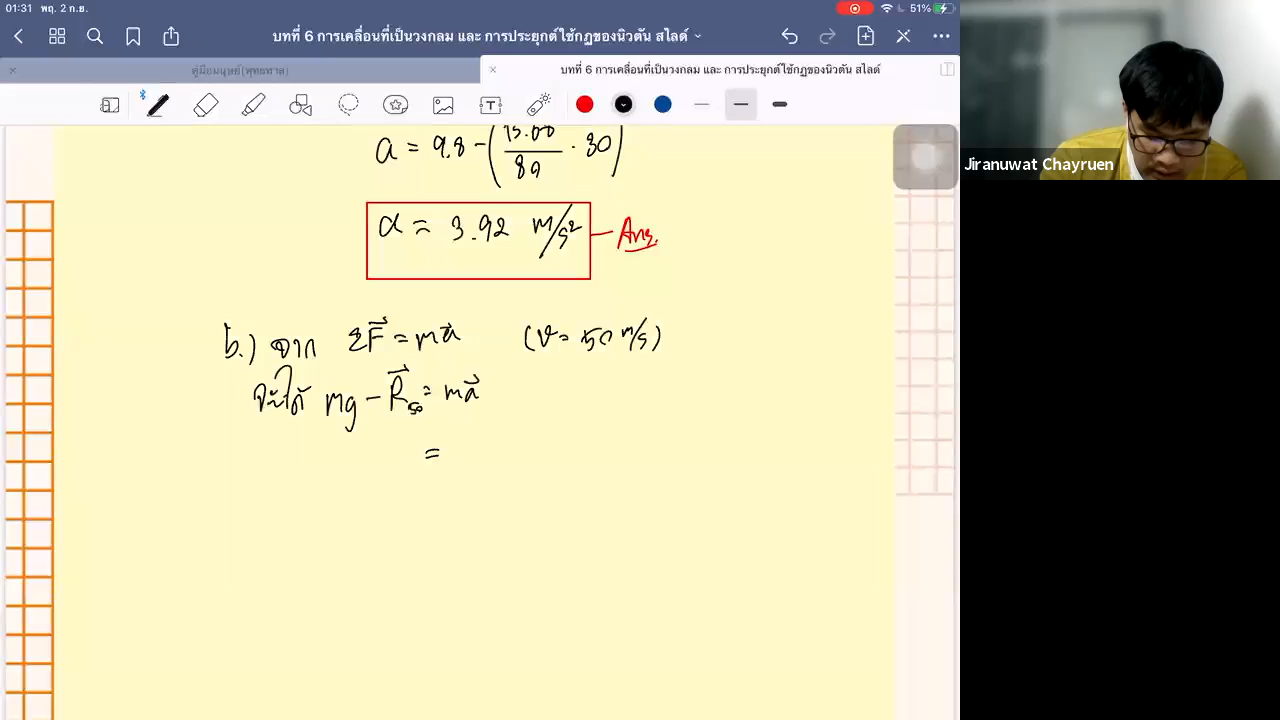 01:31 พฤ. 2 ก.ย. 51%
บทที่ 6 การเคลื่อนที่เป็นวงกลม และ การประยุกต์ใช้กฏของนิวตัน สไลด์
คู่มือมนุษย์(พุทธทาส)
บทที่ 6 การเคลื่อนที่เป็นวงกลม และ การประยุกต์ใช้กฏของนิวตัน สไลด์
Jiranuwat Chayruen
a = 9.8 - ( / 80 · 30)
a = 3.92 m/s² Ans.
b.) จาก ΣF⃗ = ma⃗ (v = 50 m/s)
จะได้ mg - R⃗₅₀ = ma⃗
=